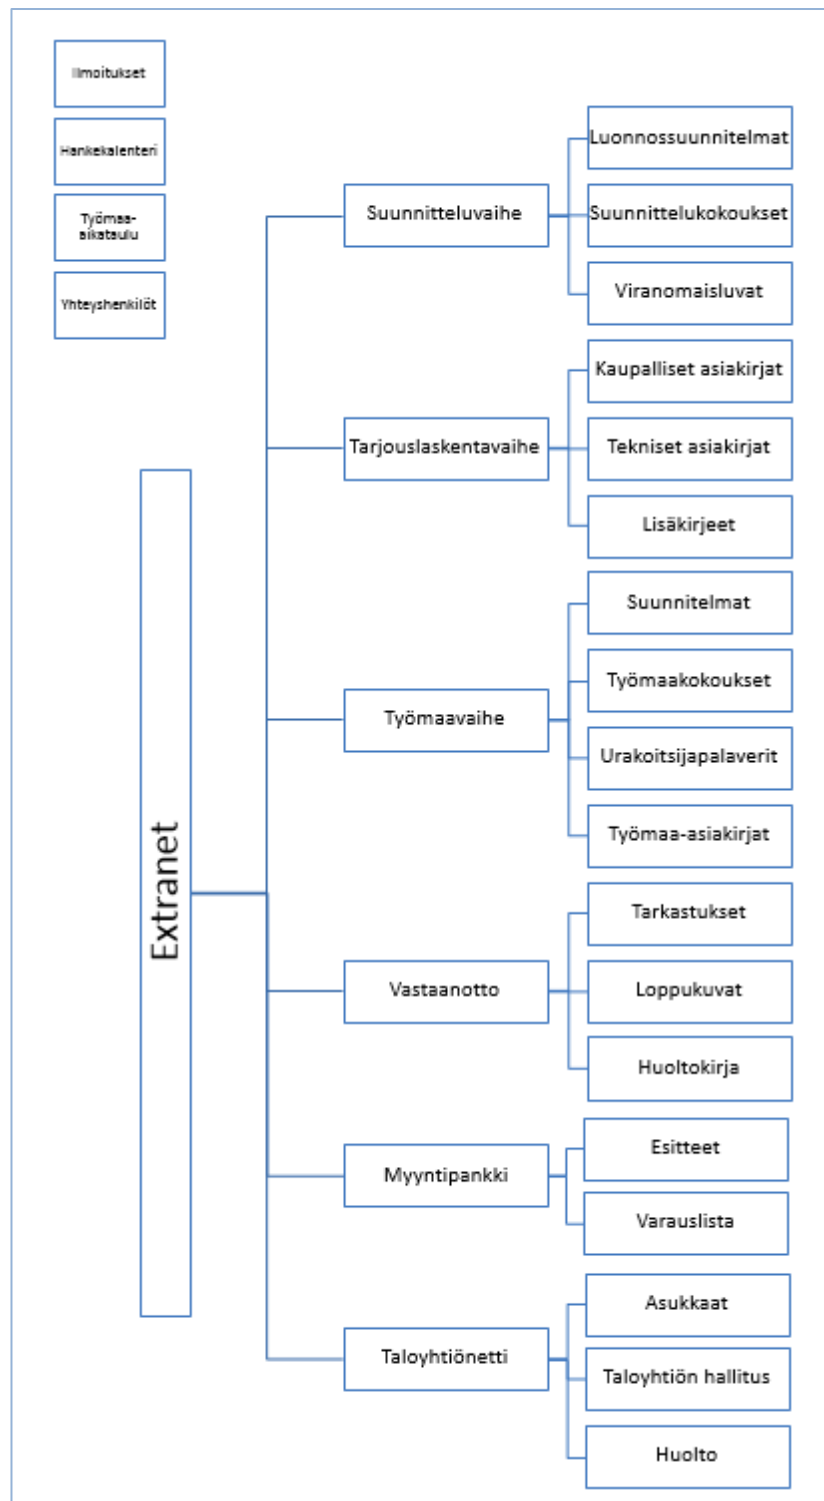 Ilmoitukset
Hankekalenteri
Työmaa-
aikataulu
Yhteyshenkilöt
Extranet
Suunnitteluvaihe
Luonnossuunnitelmat
Suunnittelukokoukset
Viranomaisluvat
Tarjouslaskentavaihe
Kaupalliset asiakirjat
Tekniset asiakirjat
Lisäkirjeet
Työmaavaihe
Suunnitelmat
Työmaakokoukset
Urakoitsijapalaverit
Työmaa-asiakirjat
Vastaanotto
Tarkastukset
Loppukuvat
Huoltokirja
Myyntipankki
Esitteet
Varauslista
Taloyhtiönetti
Asukkaat
Taloyhtiön hallitus
Huolto